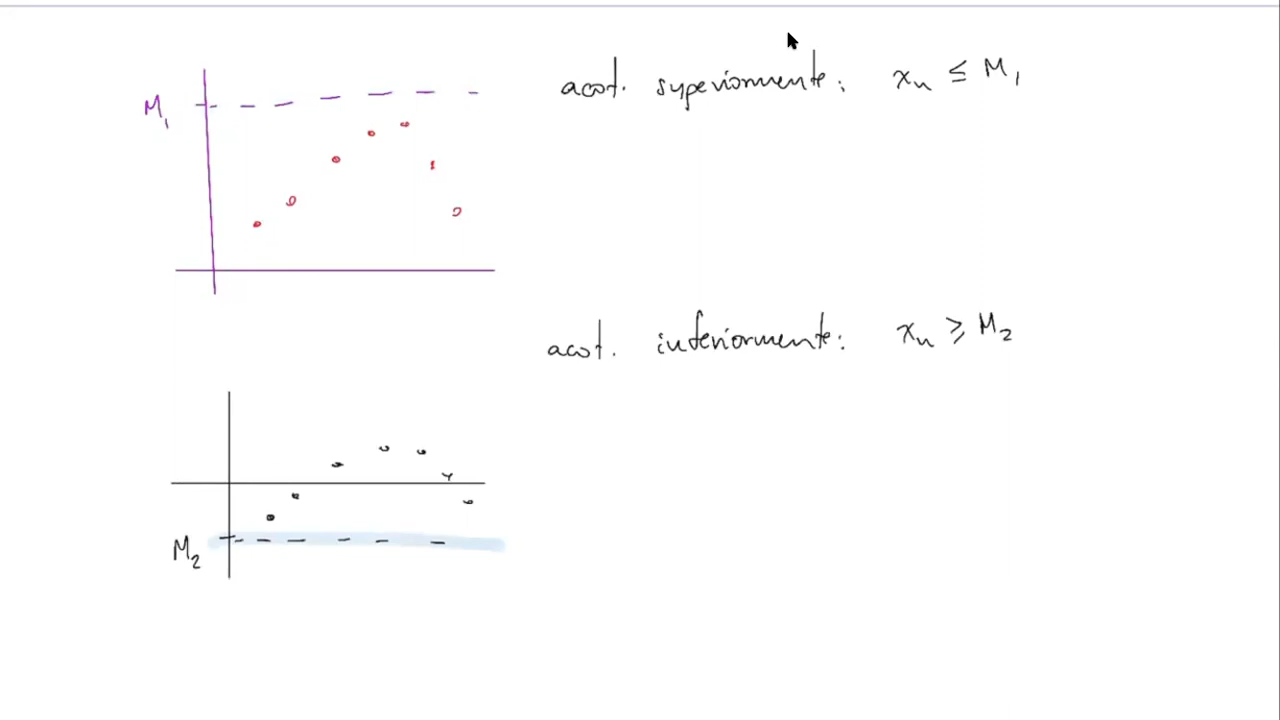 acot. superiormente: xₙ ≤ M₁
M₁
acot. inferiormente: xₙ ≥ M₂
M₂